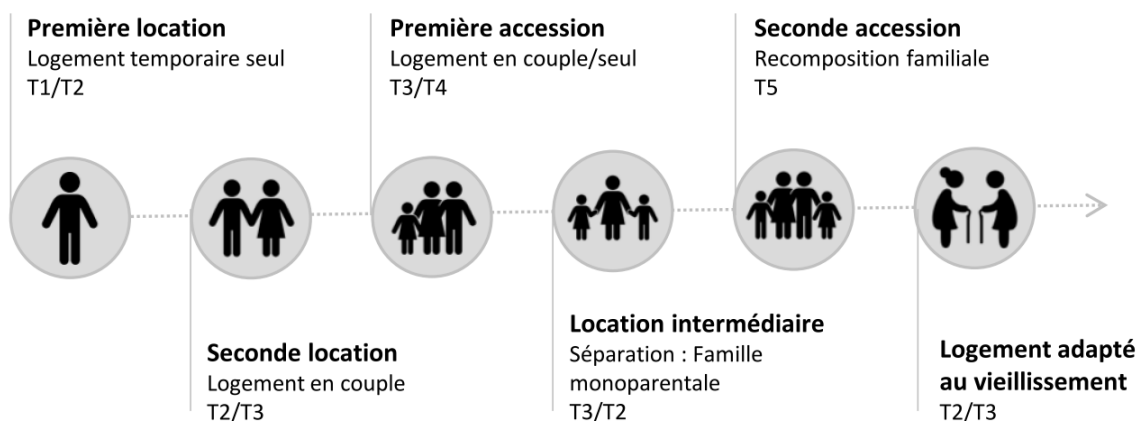 Première location
Logement temporaire seul
T1/T2
Première accession
Logement en couple/seul
T3/T4
Seconde accession
Recomposition familiale
T5
Seconde location
Logement en couple
T2/T3
Location intermédiaire
Séparation : Famille
monoparentale
T3/T2
Logement adapté
au vieillissement
T2/T3